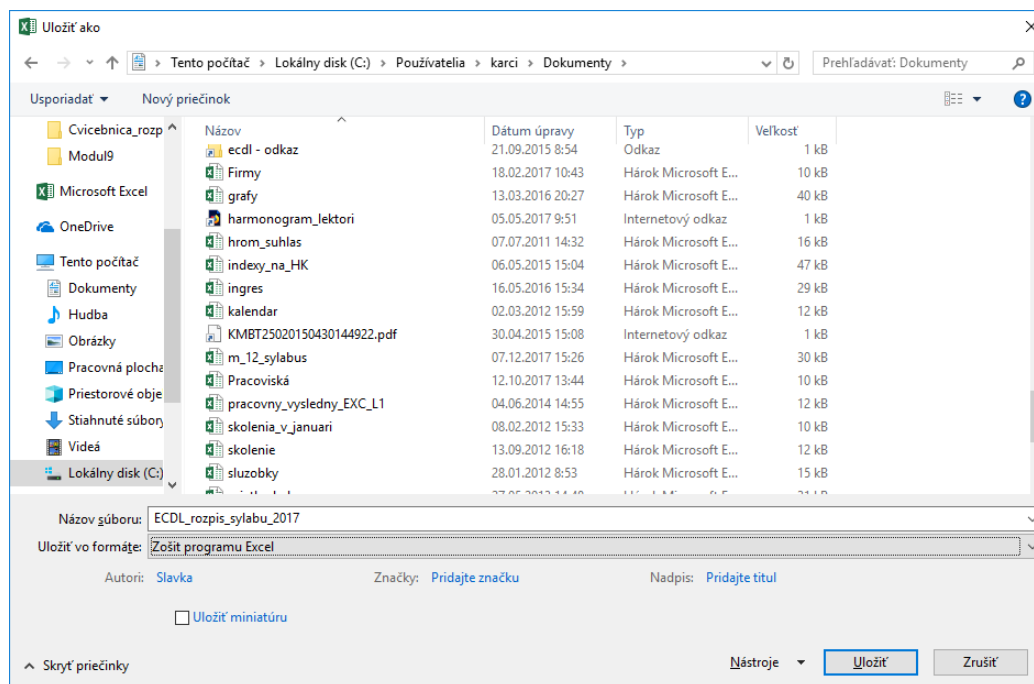 Uložiť ako
Tento počítač > Lokálny disk (C:) > Používatelia > karci > Dokumenty >
Prehľadávať: Dokumenty
Usporiadať
Nový priečinok
Cvicebnica_rozp
Modul9
Microsoft Excel
OneDrive
Tento počítač
Dokumenty
Hudba
Obrázky
Pracovná plocha
Priestorové obje
Stiahnuté súbory
Videá
Lokálny disk (C:)
Názov Dátum úpravy Typ Veľkosť
ecdl - odkaz 21.09.2015 8:54 Odkaz 1 kB
Firmy 18.02.2017 10:43 Hárok Microsoft E... 10 kB
grafy 13.03.2016 20:27 Hárok Microsoft E... 40 kB
harmonogram_lektori 05.05.2017 9:51 Internetový odkaz 1 kB
hrom_suhlas 07.07.2011 14:32 Hárok Microsoft E... 16 kB
indexy_na_HK 06.05.2015 15:04 Hárok Microsoft E... 47 kB
ingres 16.05.2016 15:34 Hárok Microsoft E... 29 kB
kalendar 02.03.2012 15:59 Hárok Microsoft E... 12 kB
KMBT25020150430144922.pdf 30.04.2015 15:08 Internetový odkaz 1 kB
m_12_sylabus 07.12.2017 15:26 Hárok Microsoft E... 30 kB
Pracoviská 12.10.2017 13:44 Hárok Microsoft E... 10 kB
pracovny_vysledny_EXC_L1 04.06.2014 14:55 Hárok Microsoft E... 12 kB
skolenia_v_januari 08.02.2012 15:33 Hárok Microsoft E... 10 kB
skolenie 13.09.2012 16:18 Hárok Microsoft E... 12 kB
sluzobky 28.01.2012 8:53 Hárok Microsoft E... 15 kB
Názov súboru: ECDL_rozpis_sylabu_2017
Uložiť vo formáte: Zošit programu Excel
Autori: Slavka Značky: Pridajte značku Nadpis: Pridajte titul
Uložiť miniatúru
Skryť priečinky
Nástroje
Uložiť
Zrušiť